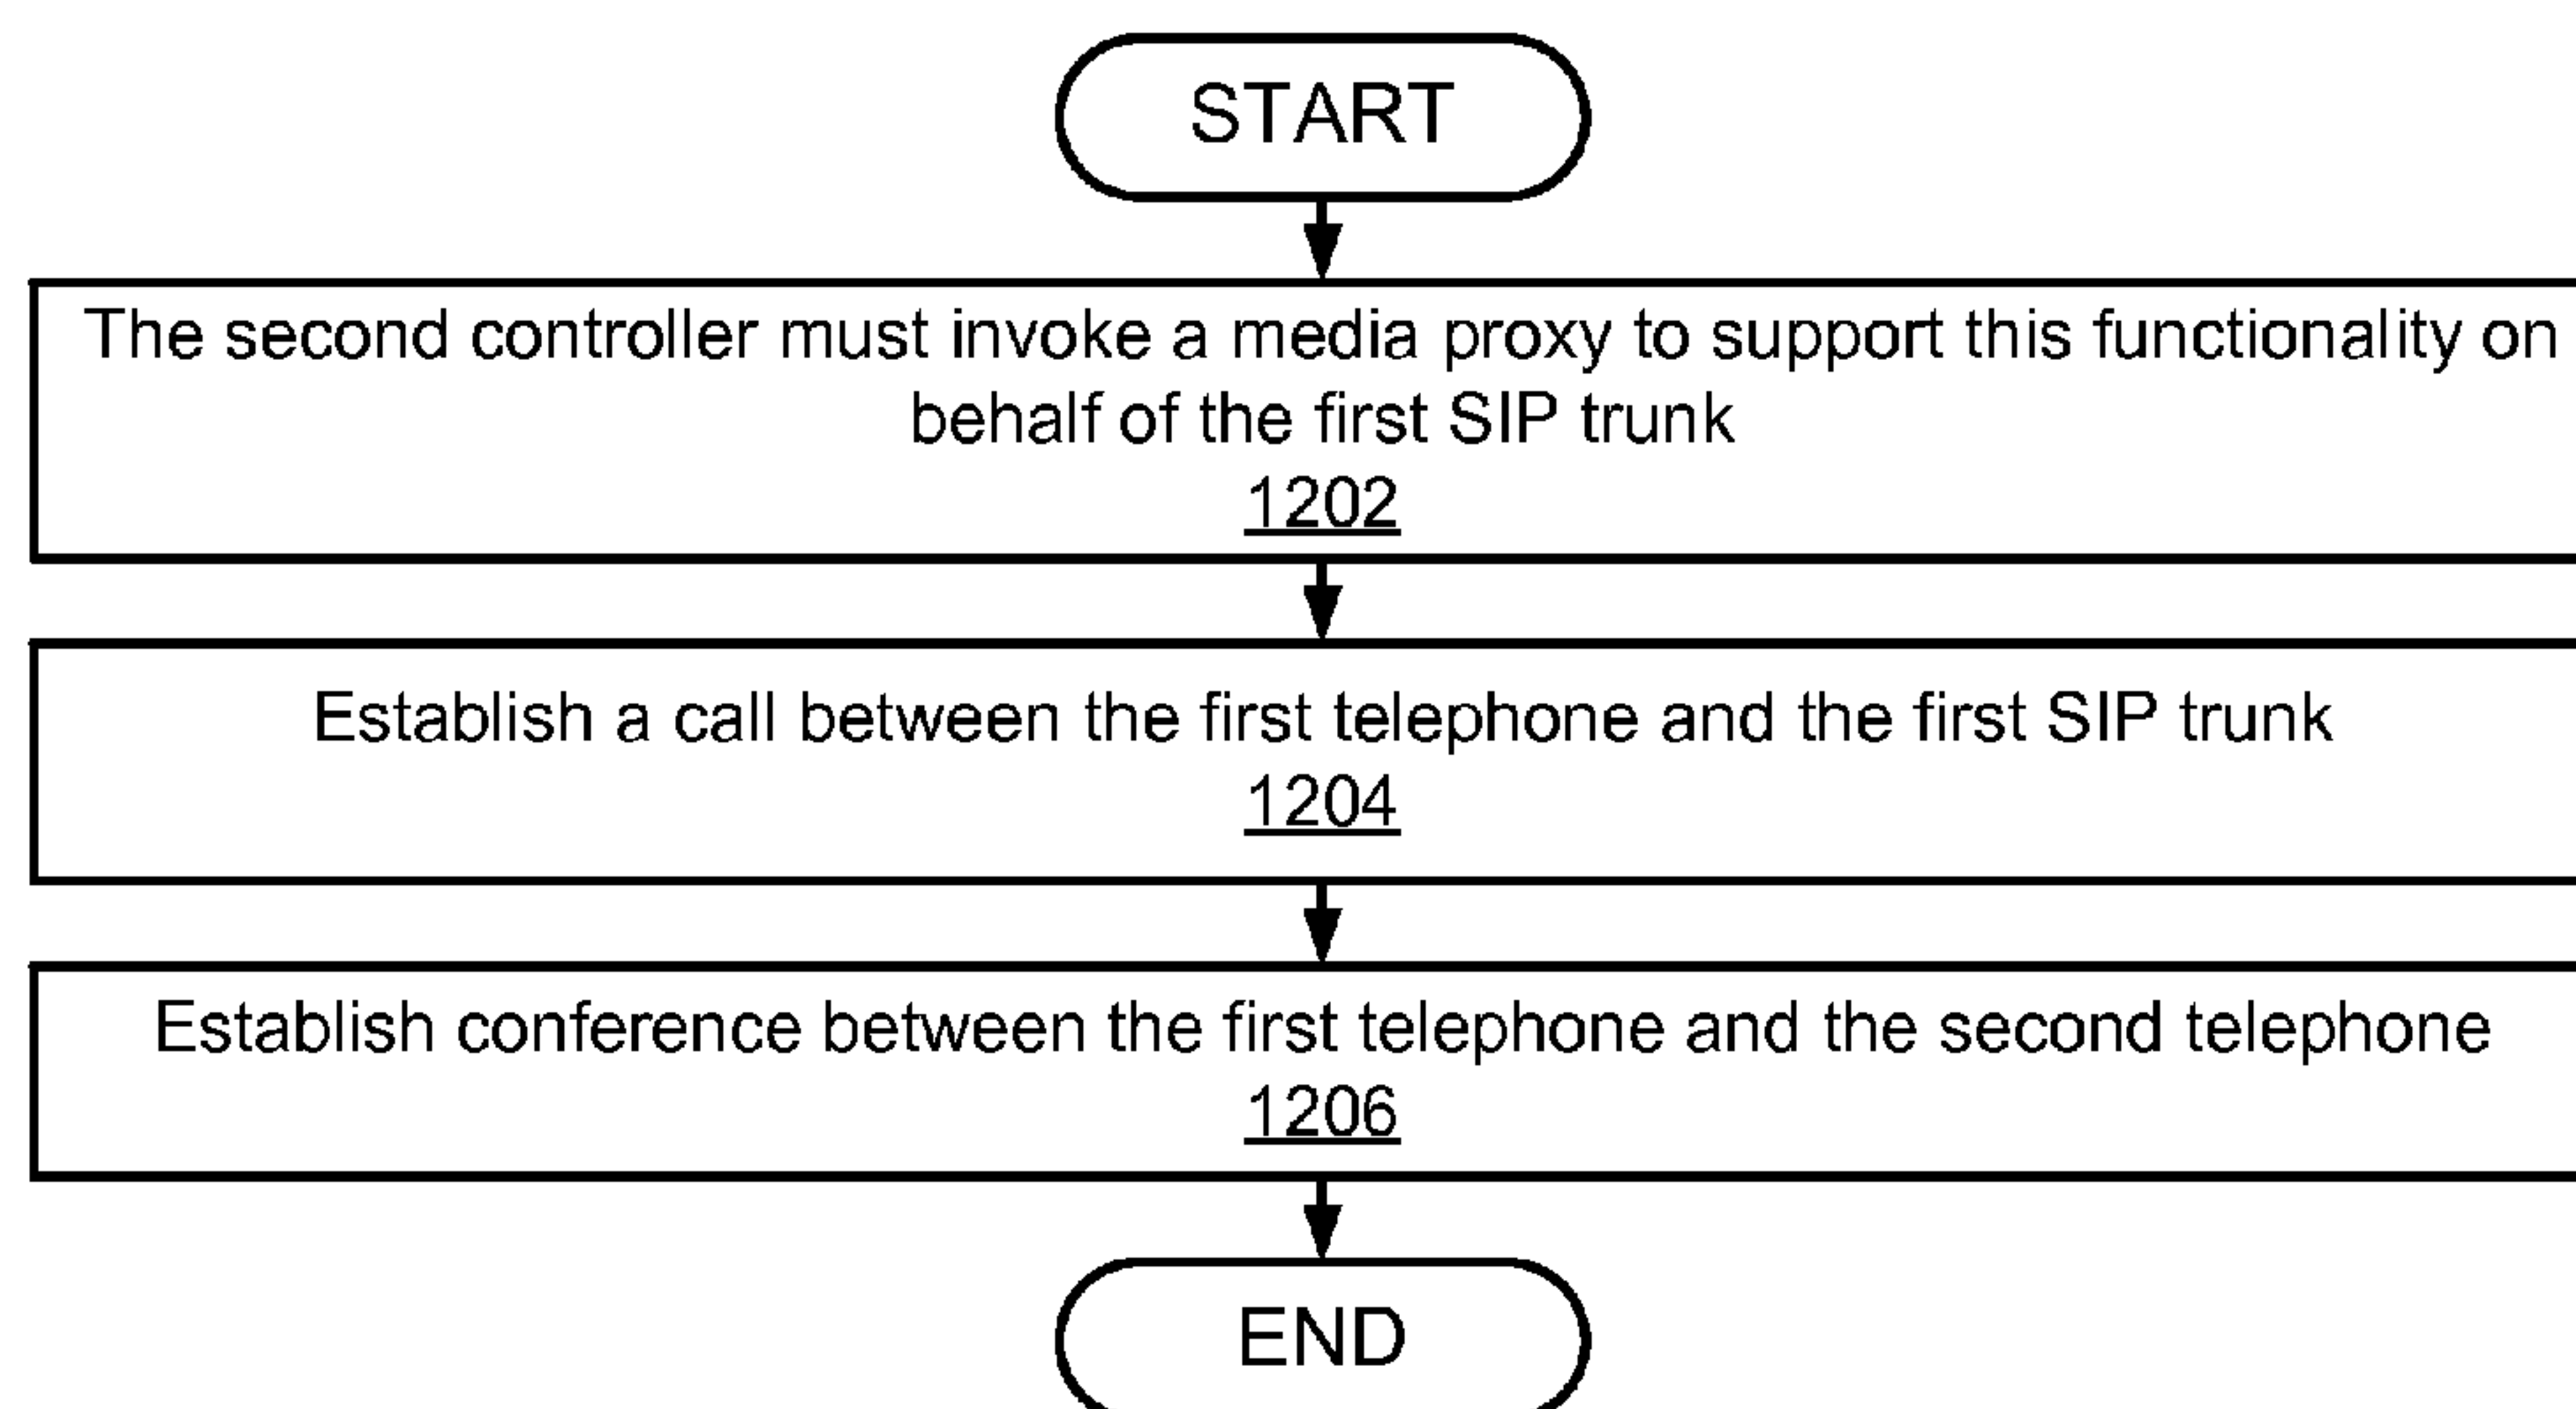 START
The second controller must invoke a media proxy to support this functionality on
behalf of the first SIP trunk
1202
Establish a call between the first telephone and the first SIP trunk
1204
Establish conference between the first telephone and the second telephone
1206
END